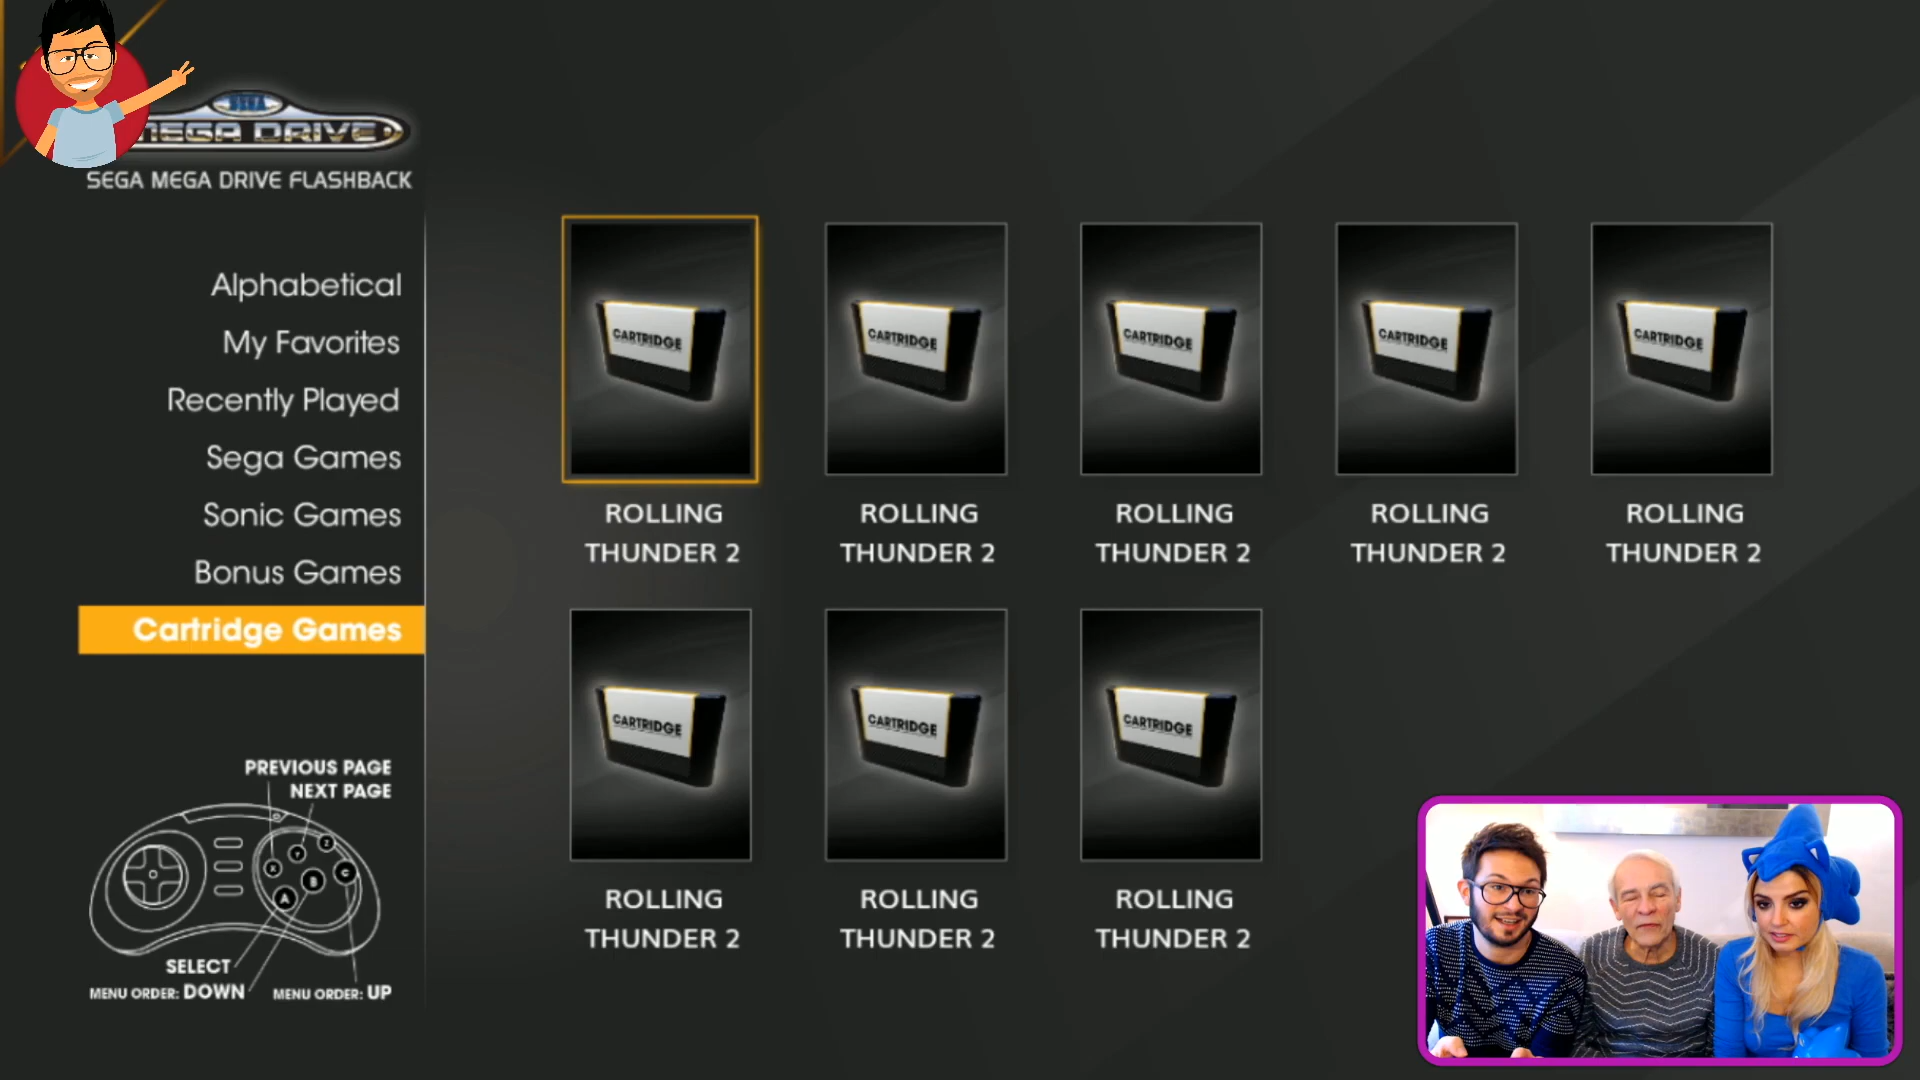 SEGA
MEGA DRIVE
SEGA MEGA DRIVE FLASHBACK
Alphabetical
My Favorites
Recently Played
Sega Games
Sonic Games
Bonus Games
Cartridge Games
PREVIOUS PAGE
NEXT PAGE
X Y Z
A B C
SELECT
MENU ORDER: DOWN
MENU ORDER: UP
CARTRIDGE
CARTRIDGE
CARTRIDGE
CARTRIDGE
CARTRIDGE
ROLLING
THUNDER 2
ROLLING
THUNDER 2
ROLLING
THUNDER 2
ROLLING
THUNDER 2
ROLLING
THUNDER 2
CARTRIDGE
CARTRIDGE
CARTRIDGE
ROLLING
THUNDER 2
ROLLING
THUNDER 2
ROLLING
THUNDER 2